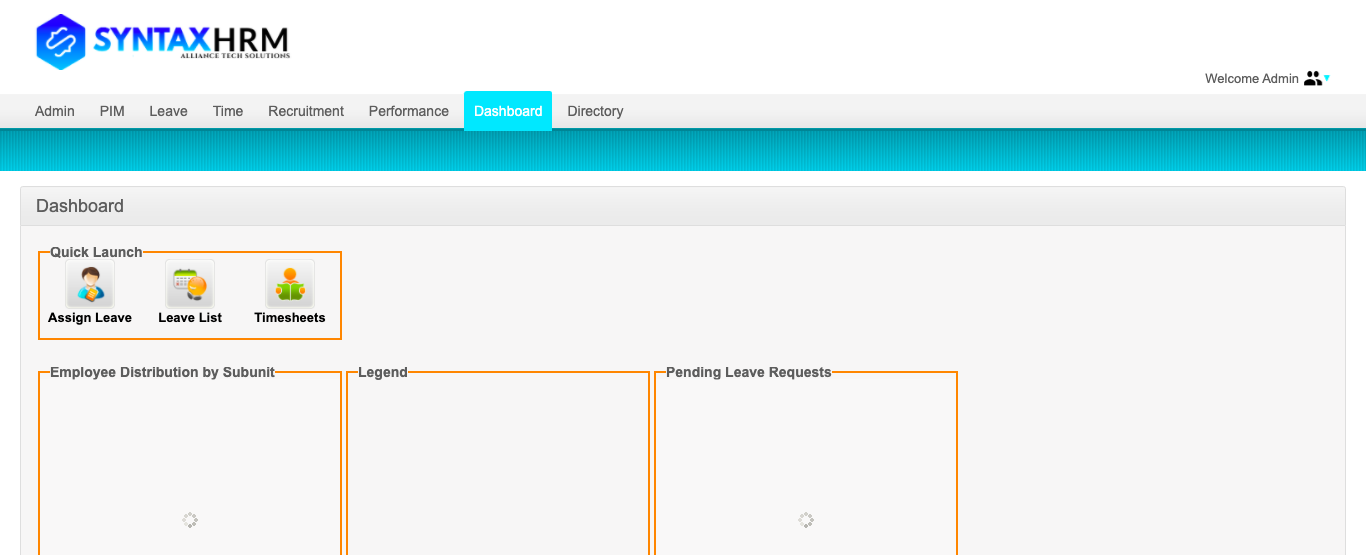 SYNTAXHRM
ALLIANCE TECH SOLUTIONS
Welcome Admin
Admin PIM Leave Time Recruitment Performance Dashboard Directory
Dashboard
Quick Launch
Assign Leave Leave List Timesheets
Employee Distribution by Subunit Legend Pending Leave Requests